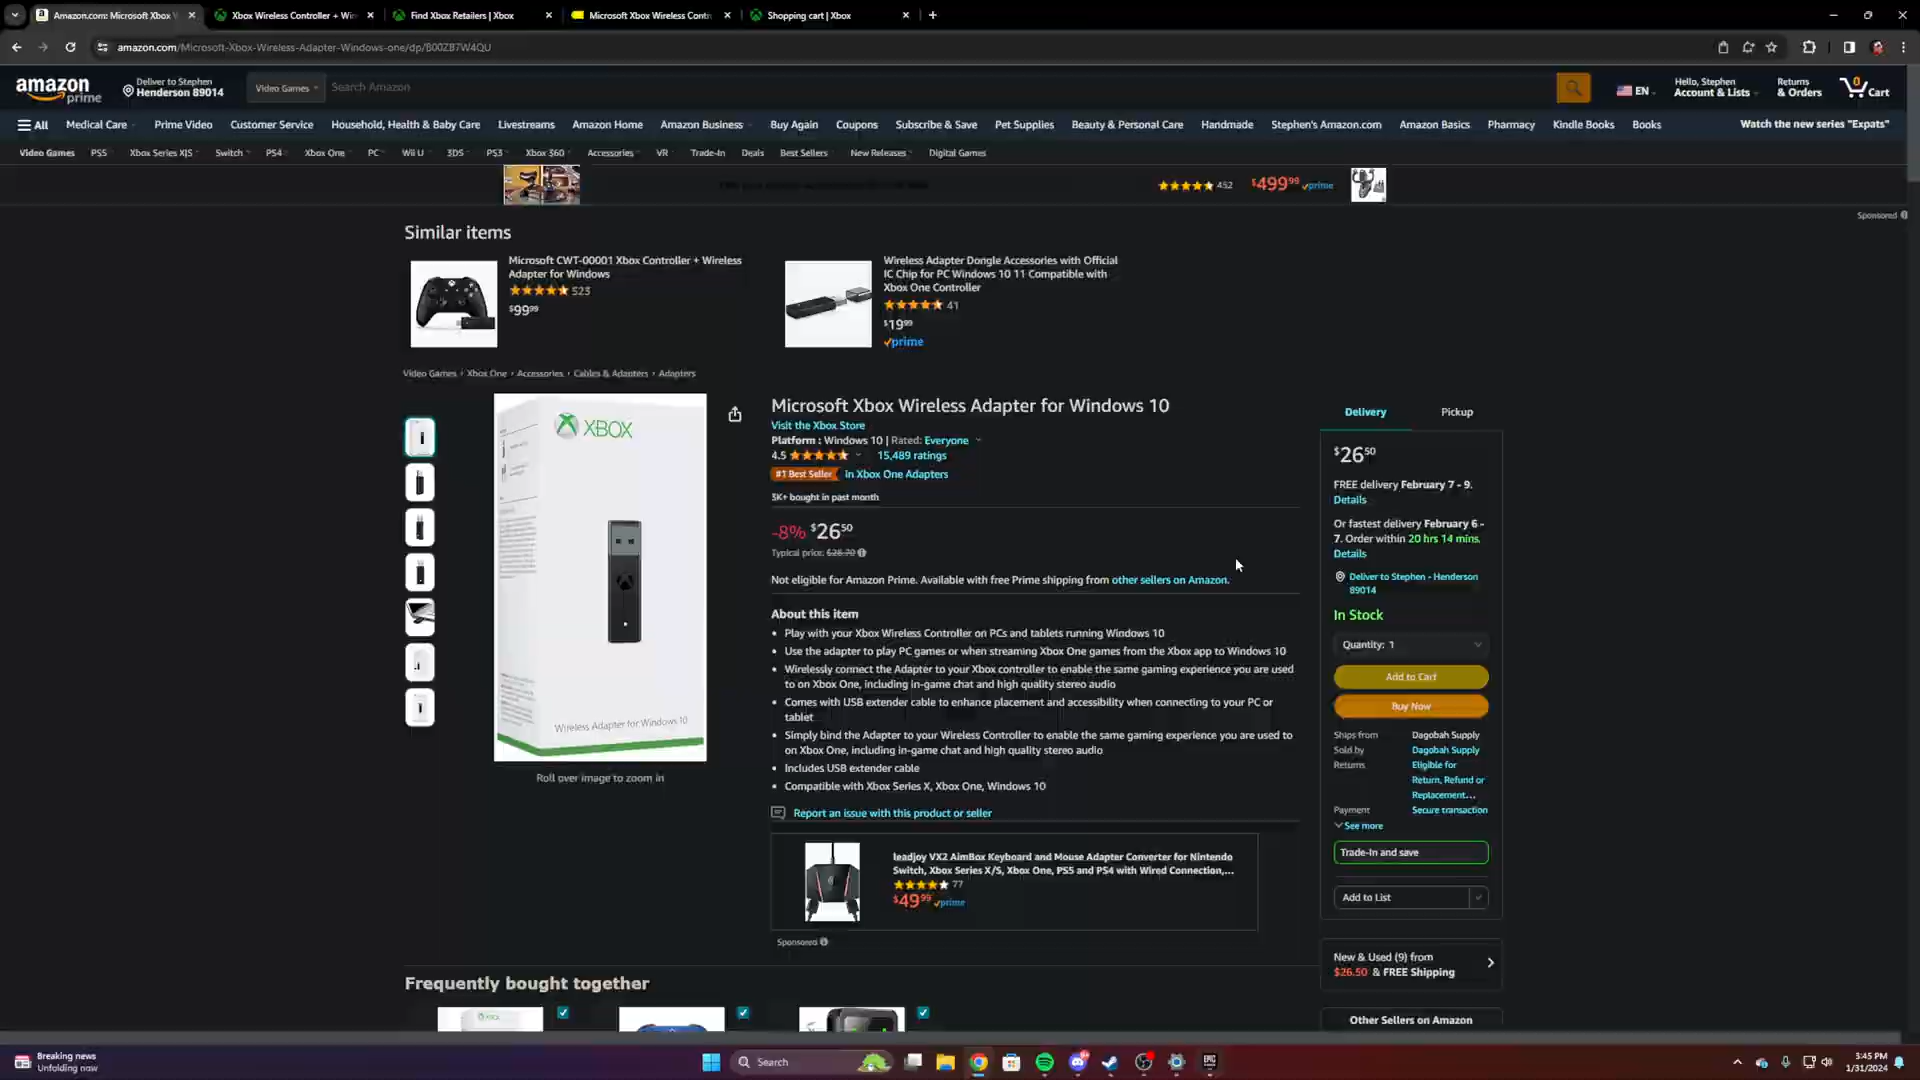 Amazon.com: Microsoft Xbox W
Xbox Wireless Controller + Win
Find Xbox Retailers | Xbox
Microsoft Xbox Wireless Contr
Shopping cart | Xbox
amazon.com/Microsoft-Xbox-Wireless-Adapter-Windows-one/dp/B00ZB7W4QU
amazon
prime
Deliver to Stephen
Henderson 89014
Video Games
Search Amazon
EN
Hello, Stephen
Account & Lists
Returns
& Orders
0
Cart
All
Medical Care
Prime Video
Customer Service
Household, Health & Baby Care
Livestreams
Amazon Home
Amazon Business
Buy Again
Coupons
Subscribe & Save
Pet Supplies
Beauty & Personal Care
Handmade
Stephen's Amazon.com
Amazon Basics
Pharmacy
Kindle Books
Books
Watch the new series "Expats"
Video Games
PS5
Xbox Series X|S
Switch
PS4
Xbox One
PC
Wii U
3DS
PS3
Xbox 360
Accessories
VR
Trade-In
Deals
Best Sellers
New Releases
Digital Games
452
$499.99 prime
Sponsored
Similar items
Microsoft CWT-00001 Xbox Controller + Wireless
Adapter for Windows
523
$99.99
Wireless Adapter Dongle Accessories with Official
IC Chip for PC Windows 10 11 Compatible with
Xbox One Controller
41
$19.99
prime
Video Games › Xbox One › Accessories › Cables & Adapters › Adapters
XBOX
Wireless Adapter for Windows 10
Roll over image to zoom in
Microsoft Xbox Wireless Adapter for Windows 10
Visit the Xbox Store
Platform : Windows 10 | Rated: Everyone
4.5 15,489 ratings
#1 Best Seller in Xbox One Adapters
3K+ bought in past month
-8% $26.50
Typical price: $28.70
Not eligible for Amazon Prime. Available with free Prime shipping from other sellers on Amazon.
About this item
• Play with your Xbox Wireless Controller on PCs and tablets running Windows 10
• Use the adapter to play PC games or when streaming Xbox One games from the Xbox app to Windows 10
• Wirelessly connect the Adapter to your Xbox controller to enable the same gaming experience you are used
to on Xbox One, including in-game chat and high quality stereo audio
• Comes with USB extender cable to enhance placement and accessibility when connecting to your PC or
tablet
• Simply bind the Adapter to your Wireless Controller to enable the same gaming experience you are used to
on Xbox One, including in-game chat and high quality stereo audio
• Includes USB extender cable
• Compatible with Xbox Series X, Xbox One, Windows 10
Report an issue with this product or seller
leadjoy VX2 AimBox Keyboard and Mouse Adapter Converter for Nintendo
Switch, Xbox Series X/S, Xbox One, PS5 and PS4 with Wired Connection,...
77
$49.99 prime
Sponsored
Delivery
Pickup
$26.50
FREE delivery February 7 - 9.
Details
Or fastest delivery February 6 -
7. Order within 20 hrs 14 mins.
Details
Deliver to Stephen - Henderson
89014
In Stock
Quantity: 1
Add to Cart
Buy Now
Ships from Dagobah Supply
Sold by Dagobah Supply
Returns Eligible for
Return, Refund or
Replacement...
Payment Secure transaction
See more
Trade-In and save
Add to List
New & Used (9) from
$26.50 & FREE Shipping
Other Sellers on Amazon
Frequently bought together
XBOX
Breaking news
Unfolding now
Search
EPIC
3:45 PM
1/31/2024